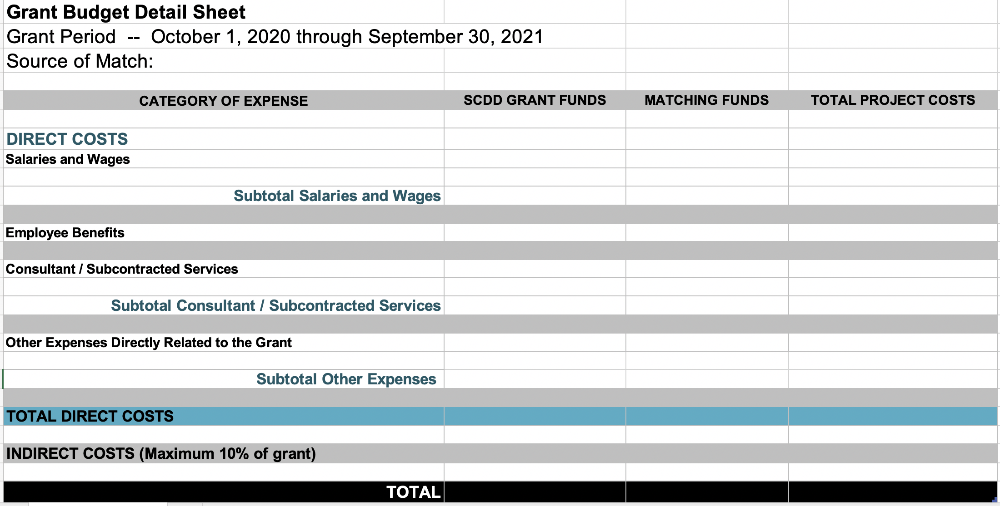 Grant Budget Detail Sheet
Grant Period -- October 1, 2020 through September 30, 2021
Source of Match:
CATEGORY OF EXPENSE SCDD GRANT FUNDS MATCHING FUNDS TOTAL PROJECT COSTS
DIRECT COSTS
Salaries and Wages
Subtotal Salaries and Wages
Employee Benefits
Consultant / Subcontracted Services
Subtotal Consultant / Subcontracted Services
Other Expenses Directly Related to the Grant
Subtotal Other Expenses
TOTAL DIRECT COSTS
INDIRECT COSTS (Maximum 10% of grant)
TOTAL